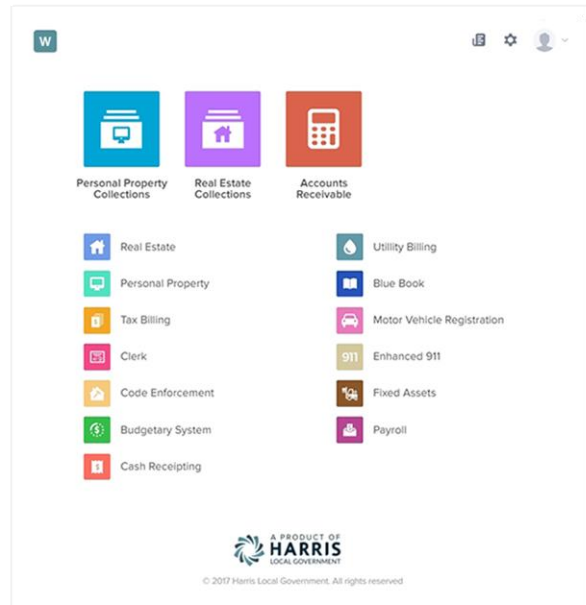 W
Personal Property
Collections
Real Estate
Collections
Accounts
Receivable
Real Estate
Personal Property
Tax Billing
Clerk
Code Enforcement
Budgetary System
Cash Receipting
Utility Billing
Blue Book
Motor Vehicle Registration
911
Enhanced 911
Fixed Assets
Payroll
A PRODUCT OF
HARRIS
LOCAL GOVERNMENT
© 2017 Harris Local Government. All rights reserved